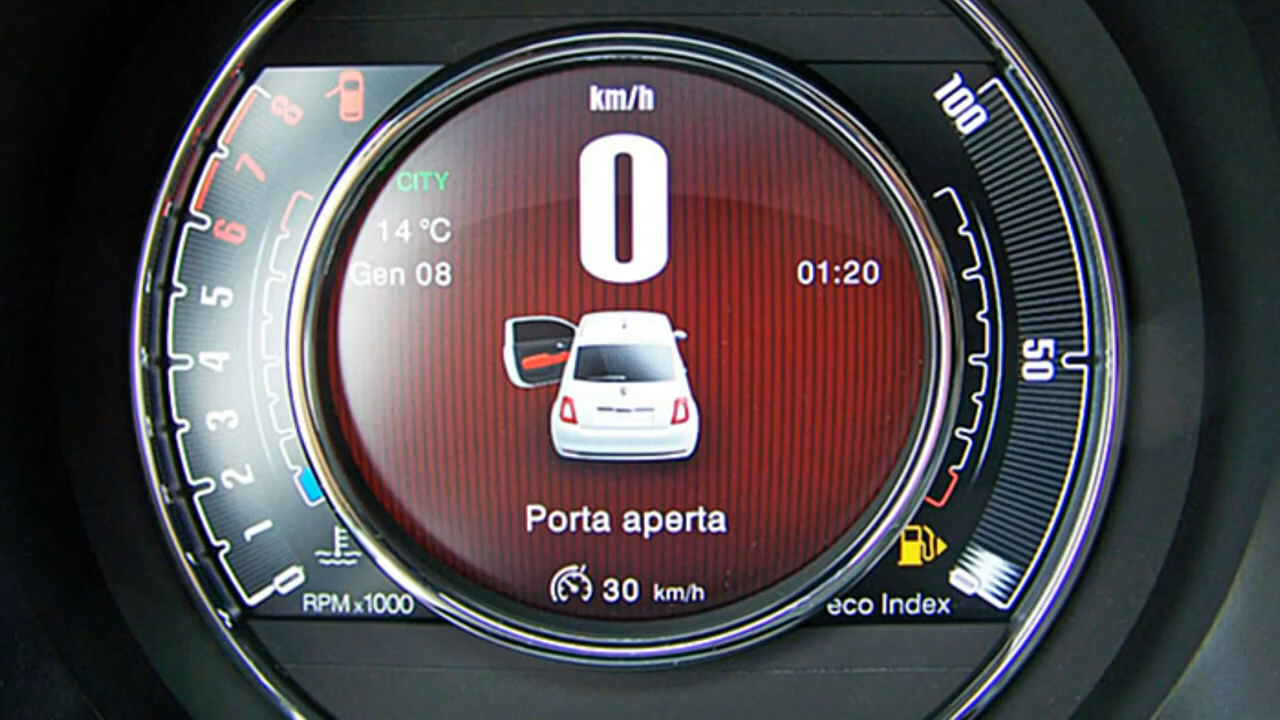 km/h
0
CITY
14 °C
Gen 08
01:20
Porta aperta
30 km/h
8
7
6
5
4
3
2
1
0
RPM x1000
100
50
0
eco Index